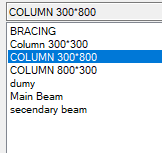 COLUMN 300*800
BRACING
Column 300*300
COLUMN 300*800
COLUMN 800*300
dumy
Main Beam
secendary beam